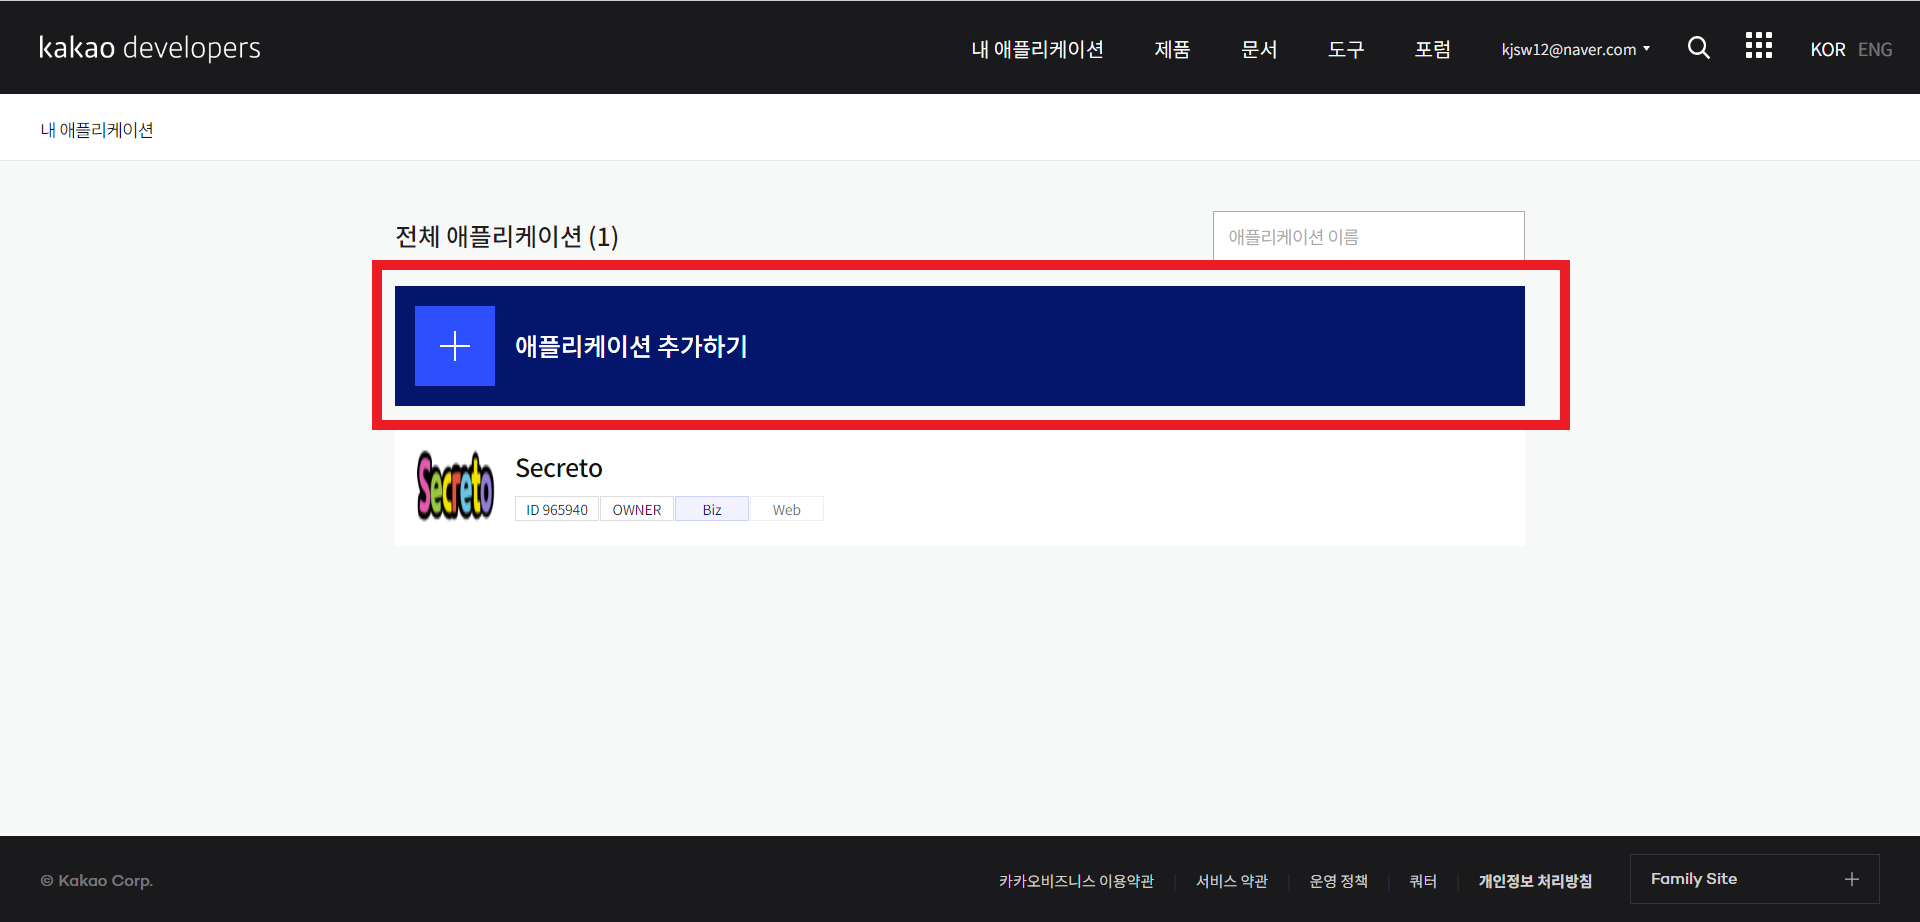 kakao developers
내 애플리케이션 제품 문서 도구 포럼 kjsw12@naver.com KOR ENG
내 애플리케이션
전체 애플리케이션 (1)
애플리케이션 이름
애플리케이션 추가하기
Secreto
Secreto
ID 965940 OWNER Biz Web
© Kakao Corp.
카카오비즈니스 이용약관 서비스 약관 운영 정책 쿼터 개인정보 처리방침
Family Site